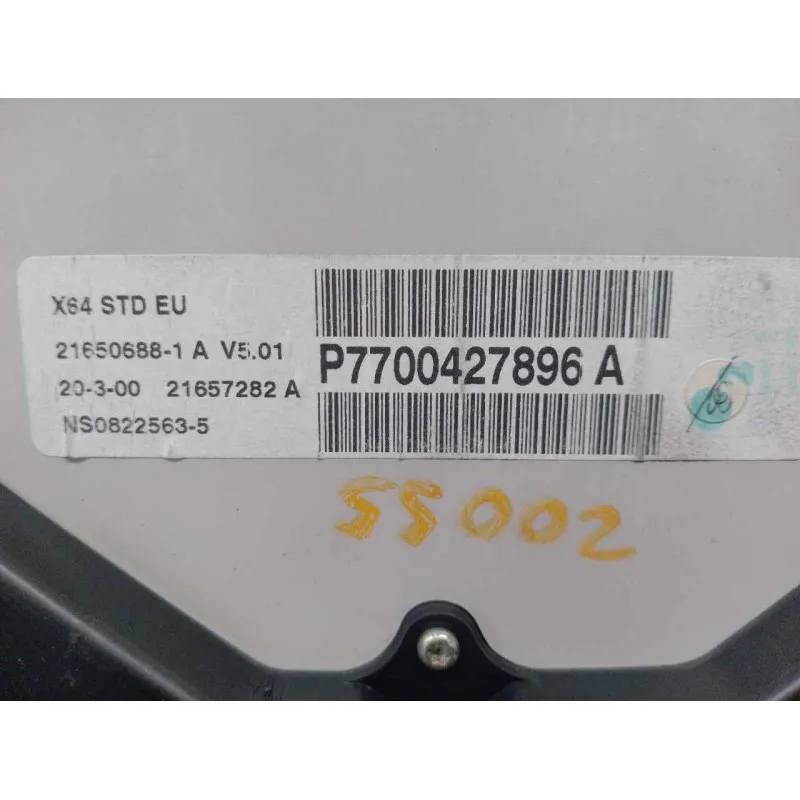 X64 STD EU
21650688-1 A V5.01
20-3-00 21657282 A
NS0822563-5
P7700427896 A
55002